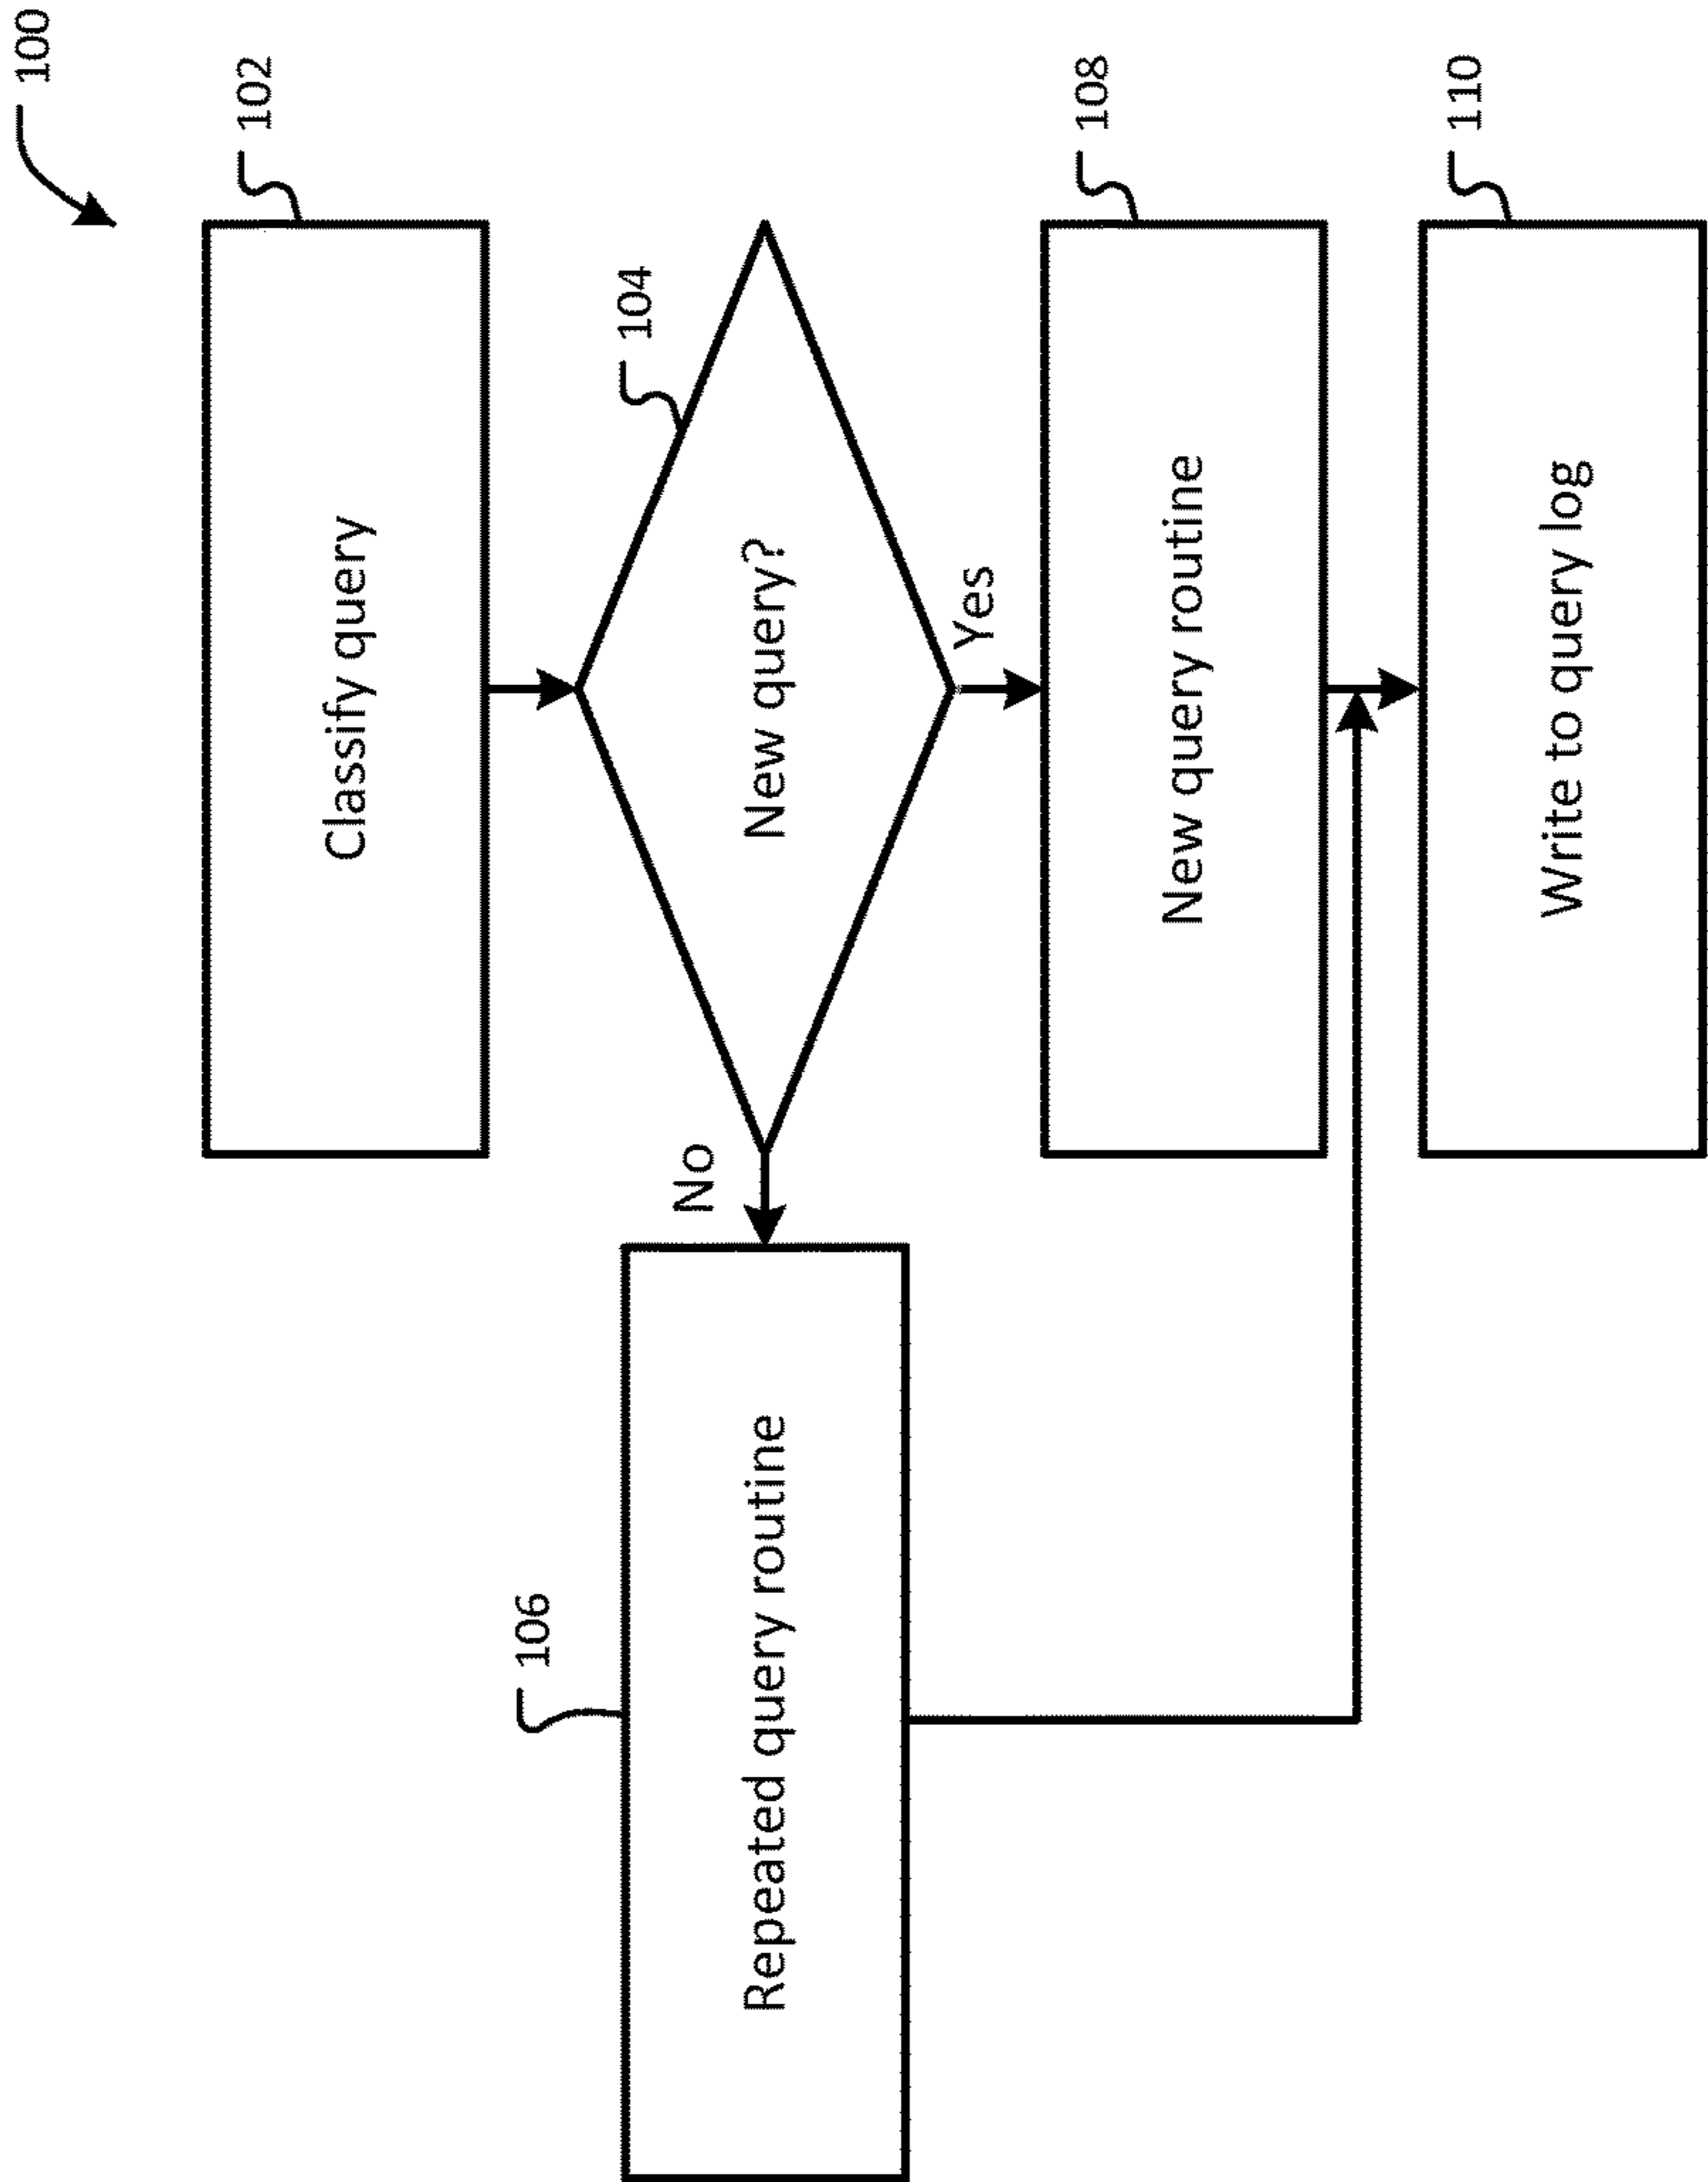 100
102
Classify query
104
New query?
No
Yes
106
Repeated query routine
108
New query routine
110
Write to query log